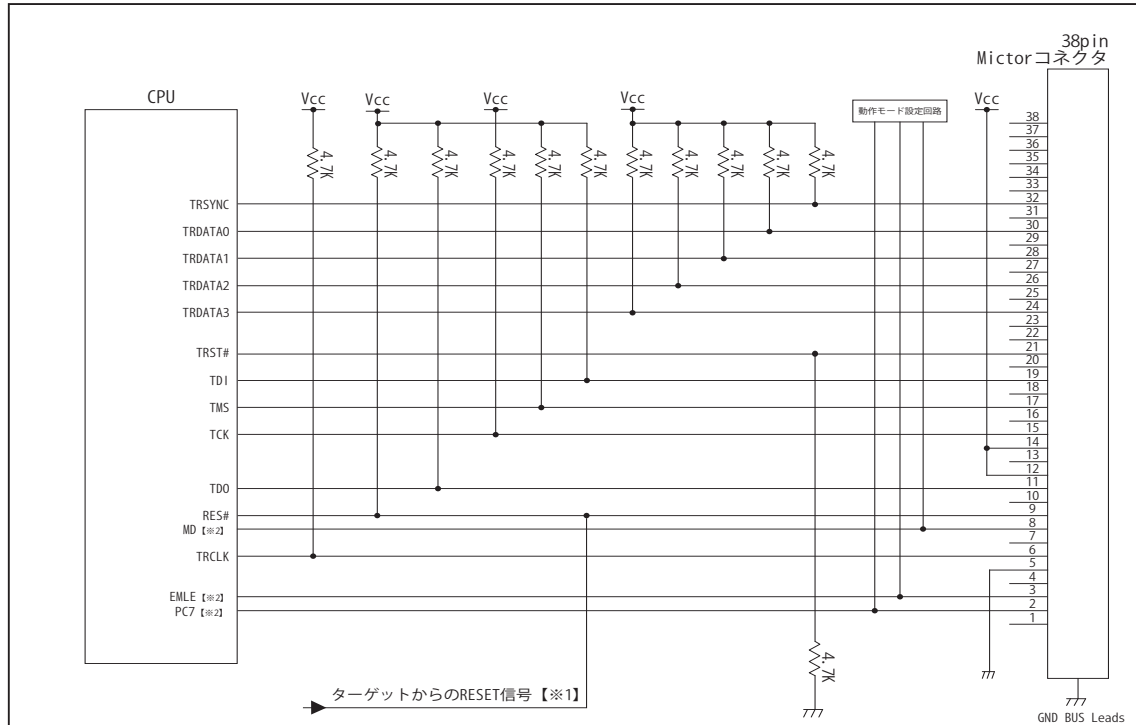 38pin
Mictorコネクタ
CPU
Vcc
Vcc
Vcc
Vcc
動作モード設定回路
Vcc
4.7K
4.7K
4.7K
4.7K
4.7K
4.7K
4.7K
4.7K
4.7K
4.7K
4.7K
TRSYNC
TRDATA0
TRDATA1
TRDATA2
TRDATA3
TRST#
TDI
TMS
TCK
TDO
RES#
MD【※2】
TRCLK
EMLE【※2】
PC7【※2】
38
37
36
35
34
33
32
31
30
29
28
27
26
25
24
23
22
21
20
19
18
17
16
15
14
13
12
11
10
9
8
7
6
5
4
3
2
1
4.7K
ターゲットからのRESET信号【※1】
GND BUS Leads